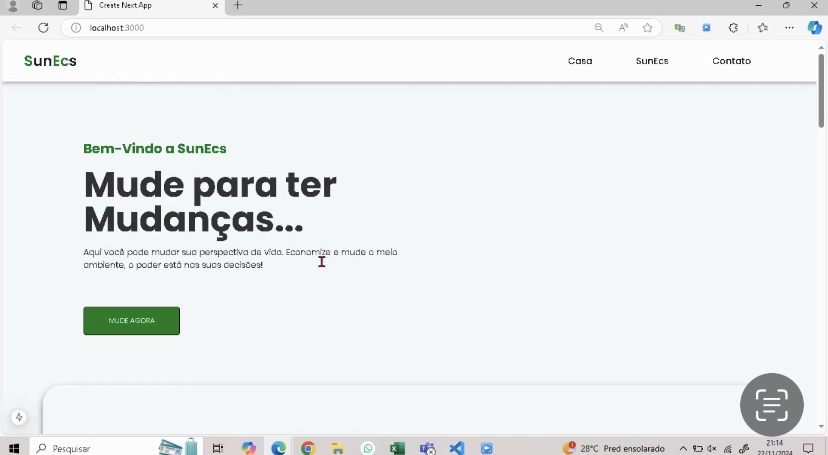 Create Next App
localhost:3000
SunEcs
Casa
SunEcs
Contato
Bem-Vindo a SunEcs
Mude para ter
Mudanças...
Aqui você pode mudar sua perspectiva de vida. Economize e mude o meio
ambiente, o poder está nas suas decisões!
MUDE AGORA
Pesquisar
28°C Pred ensolarado
21:14
22/11/2024